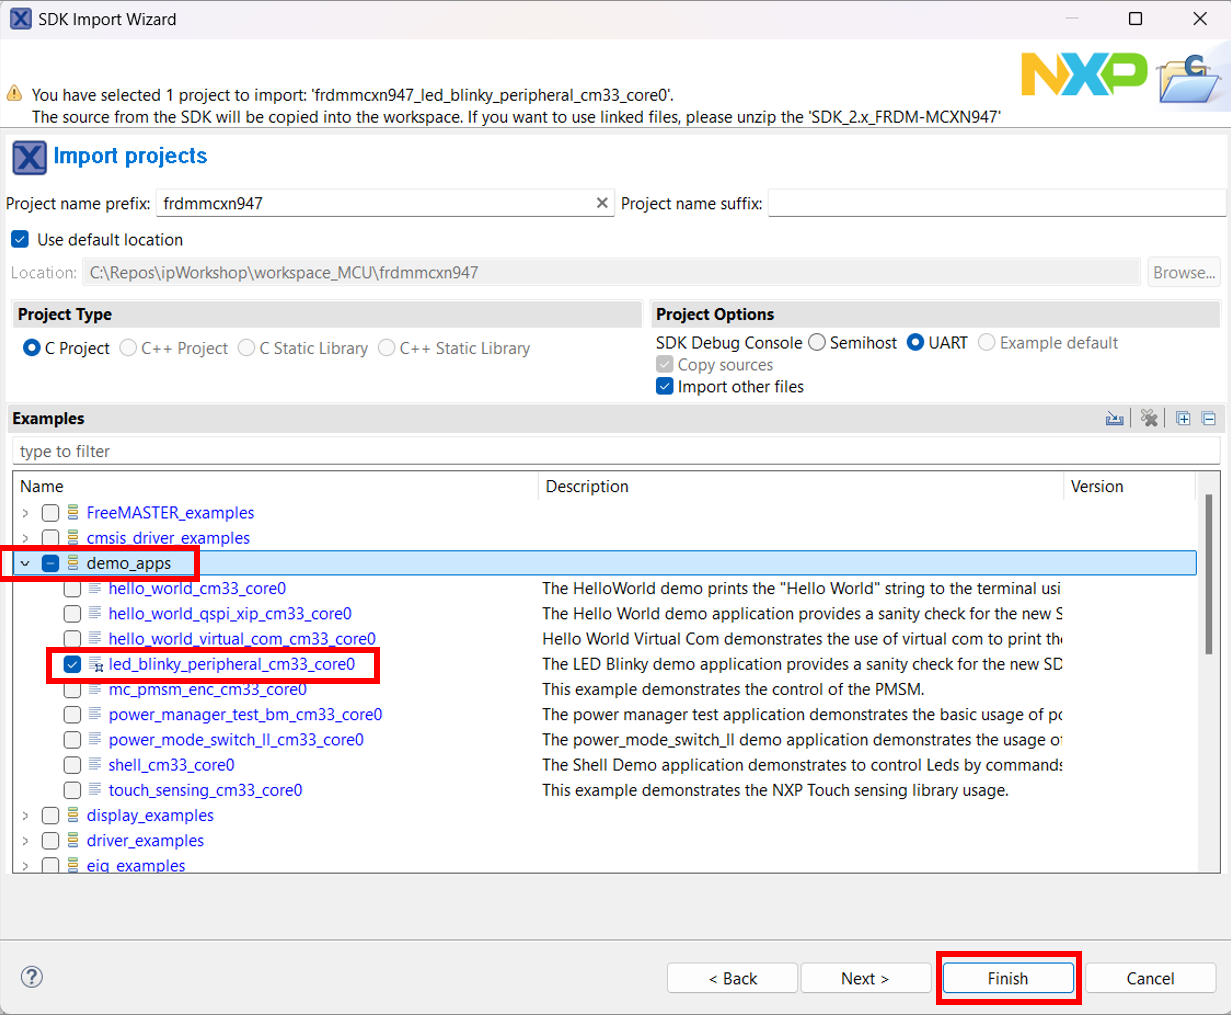 SDK Import Wizard
NXP
You have selected 1 project to import: 'frdmmcxn947_led_blinky_peripheral_cm33_core0'.
The source from the SDK will be copied into the workspace. If you want to use linked files, please unzip the 'SDK_2.x_FRDM-MCXN947'
Import projects
Project name prefix: frdmmcxn947 Project name suffix:
Use default location
Location: C:\Repos\ipWorkshop\workspace_MCU\frdmmcxn947 Browse...
Project Type
C Project C++ Project C Static Library C++ Static Library
Project Options
SDK Debug Console Semihost UART Example default
Copy sources
Import other files
Examples
type to filter
Name Description Version
FreeMASTER_examples
cmsis_driver_examples
demo_apps
hello_world_cm33_core0 The HelloWorld demo prints the "Hello World" string to the terminal usi
hello_world_qspi_xip_cm33_core0 The Hello World demo application provides a sanity check for the new S
hello_world_virtual_com_cm33_core0 Hello World Virtual Com demonstrates the use of virtual com to print the
led_blinky_peripheral_cm33_core0 The LED Blinky demo application provides a sanity check for the new SD
mc_pmsm_enc_cm33_core0 This example demonstrates the control of the PMSM.
power_manager_test_bm_cm33_core0 The power manager test application demonstrates the basic usage of po
power_mode_switch_ll_cm33_core0 The power_mode_switch_ll demo application demonstrates the usage of
shell_cm33_core0 The Shell Demo application demonstrates to control Leds by commands
touch_sensing_cm33_core0 This example demonstrates the NXP Touch sensing library usage.
display_examples
driver_examples
eiq_examples
< Back Next > Finish Cancel